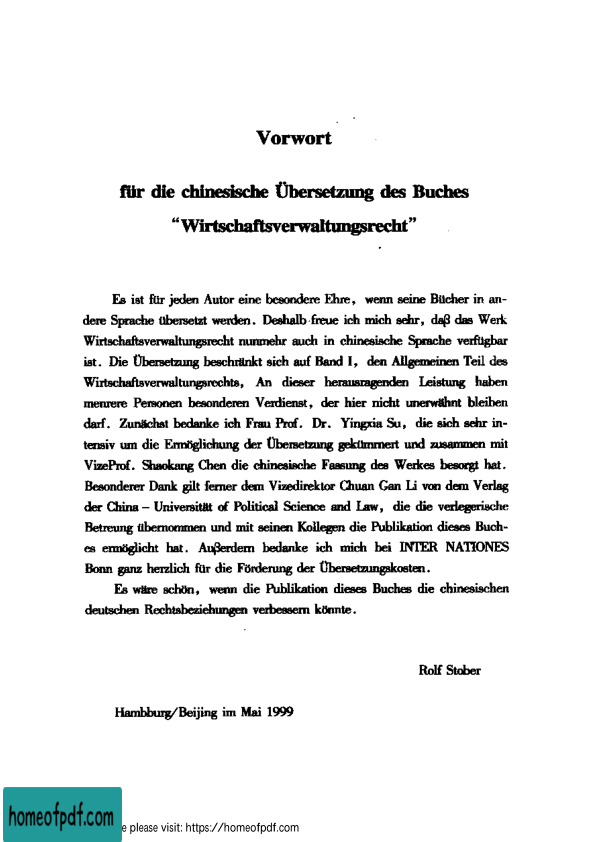 Vorwort
für die chinesische Übersetzung des Buches
“Wirtschaftsverwaltungsrecht”
Es ist für jeden Autor eine besondere Ehre, wenn seine Bücher in an-
dere Sprache übersetzt werden. Deshalb freue ich mich sehr, daβ das Werk
Wirtschaftsverwaltungsrecht nunmehr auch in chinesische Sprache verfügbar
ist. Die Übersetzung beschränkt sich auf Band I, den Allgemeinen Teil des
Wirtschaftsverwaltungsrechts, An dieser herausragenden Leistung haben
menrere Personen besonderen Verdienst, der hier nicht unerwähnt bleiben
darf. Zunächst bedanke ich Frau Prof. Dr. Yingxia Su, die sich sehr in-
tensiv um die Ermöglichung der Übersetzung gekümmert und zusammen mit
VizeProf. Shaokang Chen die chinesische Fassung des Werkes besorgt hat.
Besonderer Dank gilt ferner dem Vizedirektor Chuan Gan Li von dem Verlag
der China – Universität of Political Science and Law, die die verlegerische
Betreung übernommen und mit seinen Kollegen die Publikation dieses Buch-
es ermöglicht hat. Auβerdem bedanke ich mich bei INTER NATIONES
Bonn ganz herzlich für die Förderung der Übersetzungskosten.
Es wäre schön, wenn die Publikation dieses Buches die chinesischen
deutschen Rechtsbeziehungen verbessern könnte.
Rolf Stober
Hambburg/Beijing im Mai 1999
homeofpdf.com
e please visit: https://homeofpdf.com